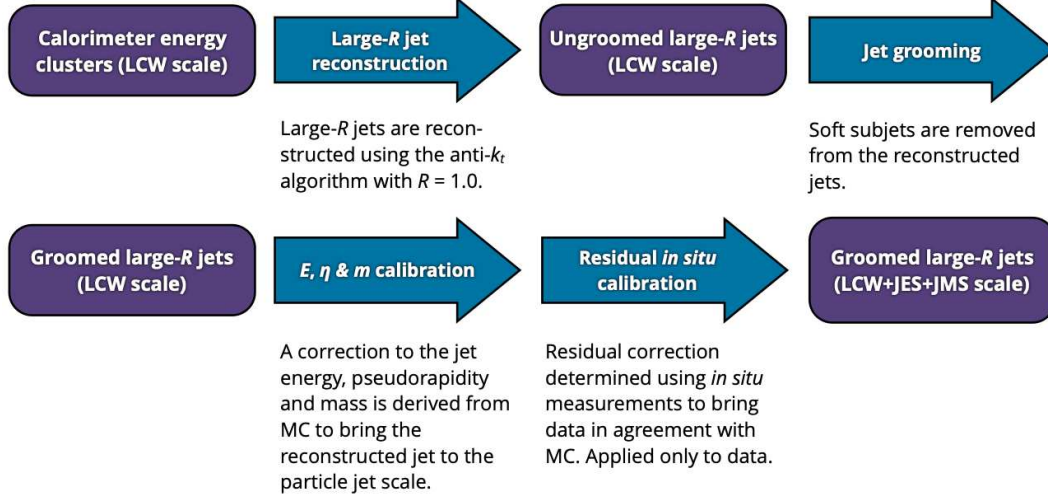 Calorimeter energy
clusters (LCW scale)
Large-R jet
reconstruction
Ungroomed large-R jets
(LCW scale)
Jet grooming
Large-R jets are recon-
structed using the anti-kₜ
algorithm with R = 1.0.
Soft subjets are removed
from the reconstructed
jets.
Groomed large-R jets
(LCW scale)
E, η & m calibration
Residual in situ
calibration
Groomed large-R jets
(LCW+JES+JMS scale)
A correction to the jet
energy, pseudorapidity
and mass is derived from
MC to bring the
reconstructed jet to the
particle jet scale.
Residual correction
determined using in situ
measurements to bring
data in agreement with
MC. Applied only to data.